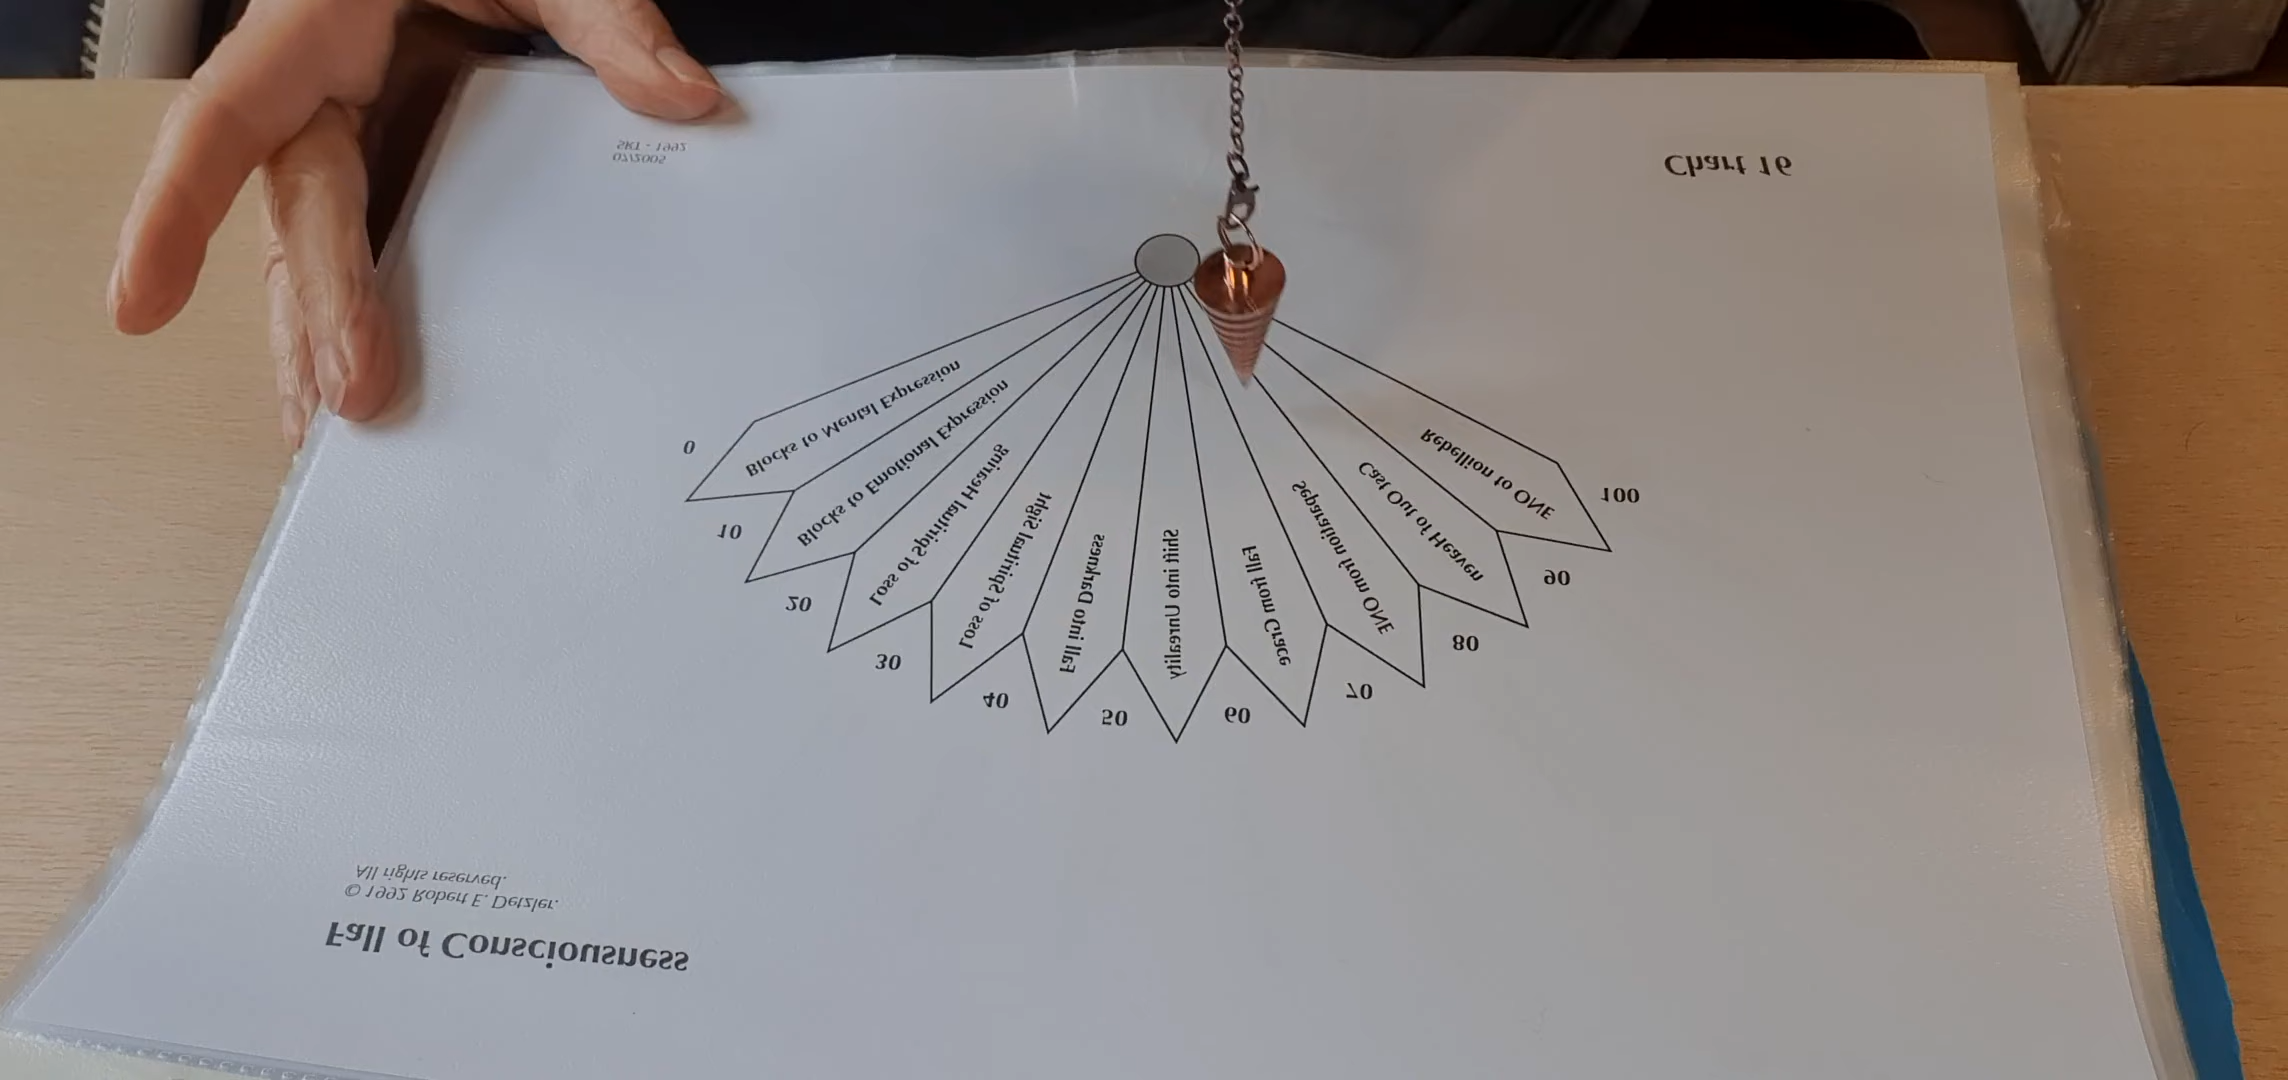 Fall of Consciousness
© 1992 Robert E. Detzler.
All rights reserved.
0
10
20
30
40
50
60
70
80
90
100
Blocks to Mental Expression
Blocks to Emotional Expression
Loss of Spiritual Hearing
Loss of Spiritual Sight
Fall into Darkness
Shift into Unreality
Fall from Grace
Separation from ONE
Cast Out of Heaven
Rebellion to ONE
07/2005
SRT - 1992
Chart 16